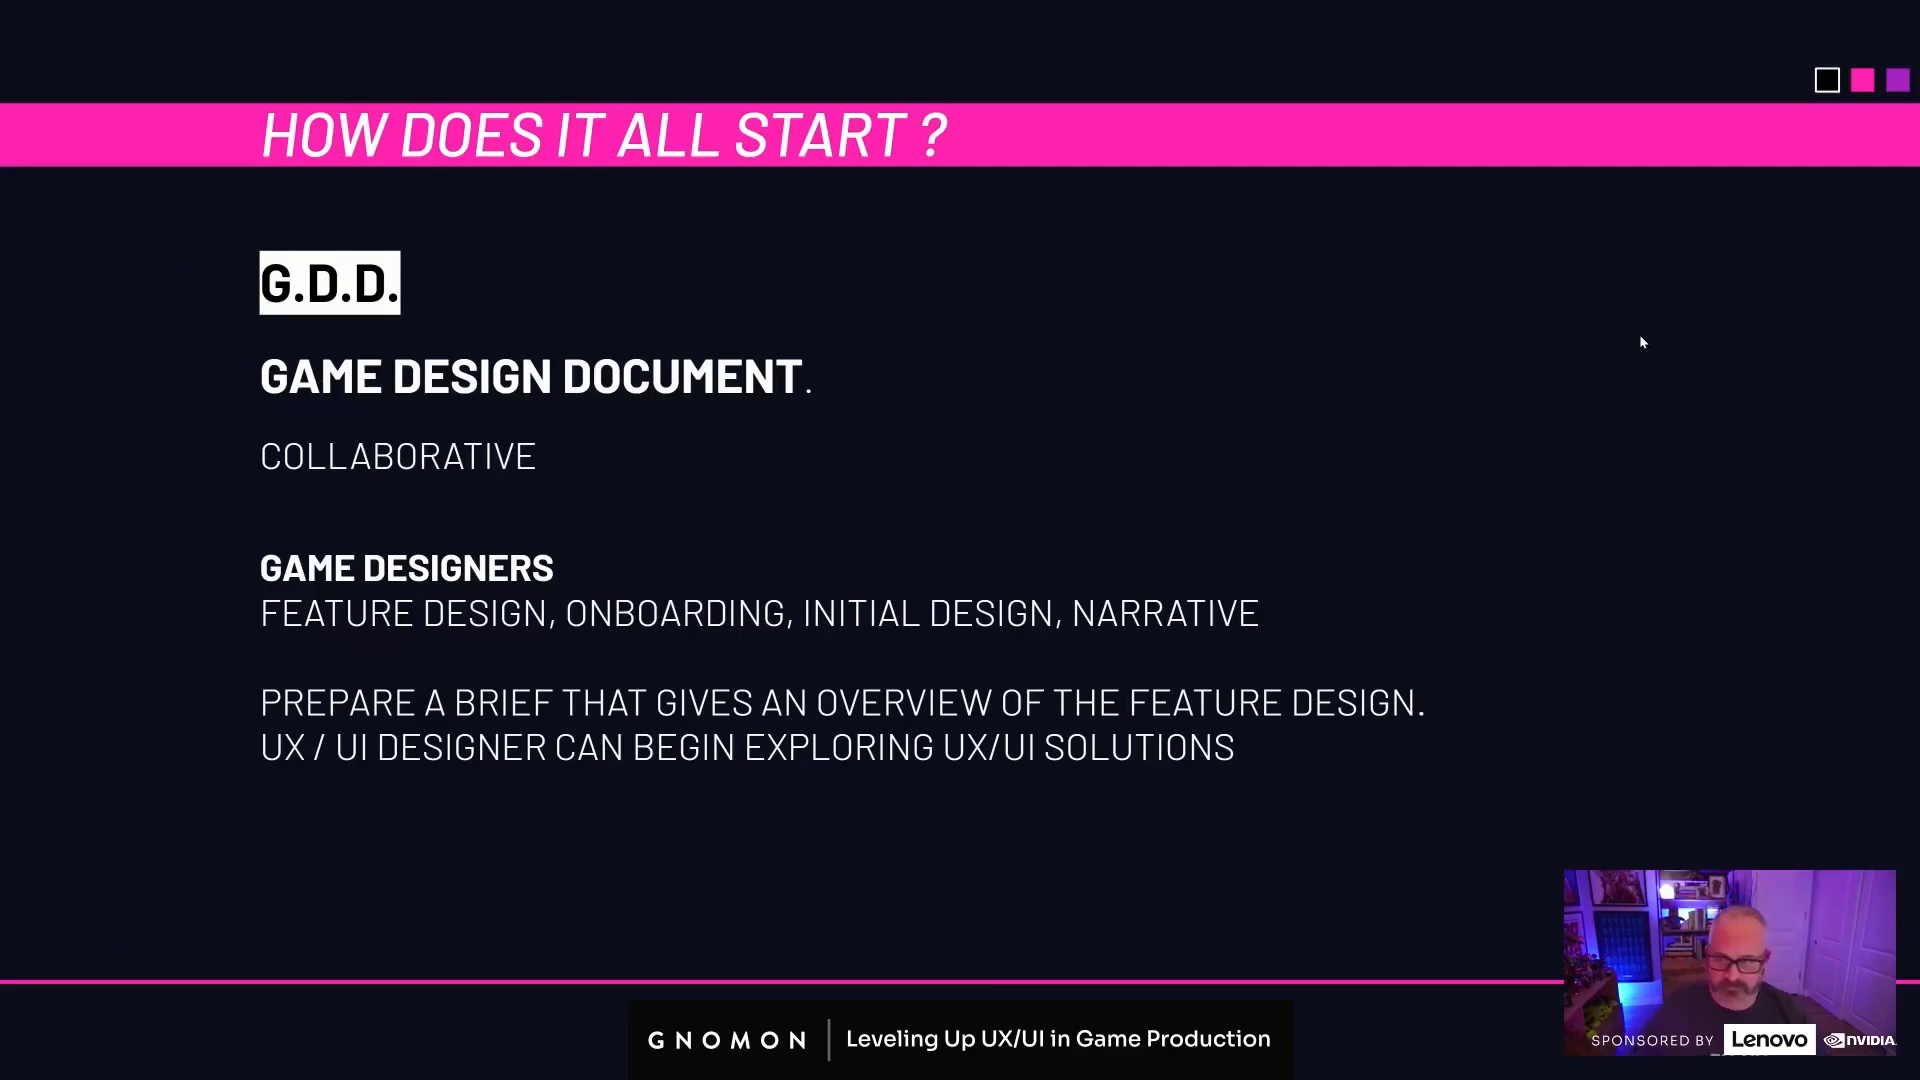 HOW DOES IT ALL START ?
G.D.D.
GAME DESIGN DOCUMENT.
COLLABORATIVE
GAME DESIGNERS
FEATURE DESIGN, ONBOARDING, INITIAL DESIGN, NARRATIVE
PREPARE A BRIEF THAT GIVES AN OVERVIEW OF THE FEATURE DESIGN.
UX / UI DESIGNER CAN BEGIN EXPLORING UX/UI SOLUTIONS
GNOMON
Leveling Up UX/UI in Game Production
SPONSORED BY Lenovo NVIDIA